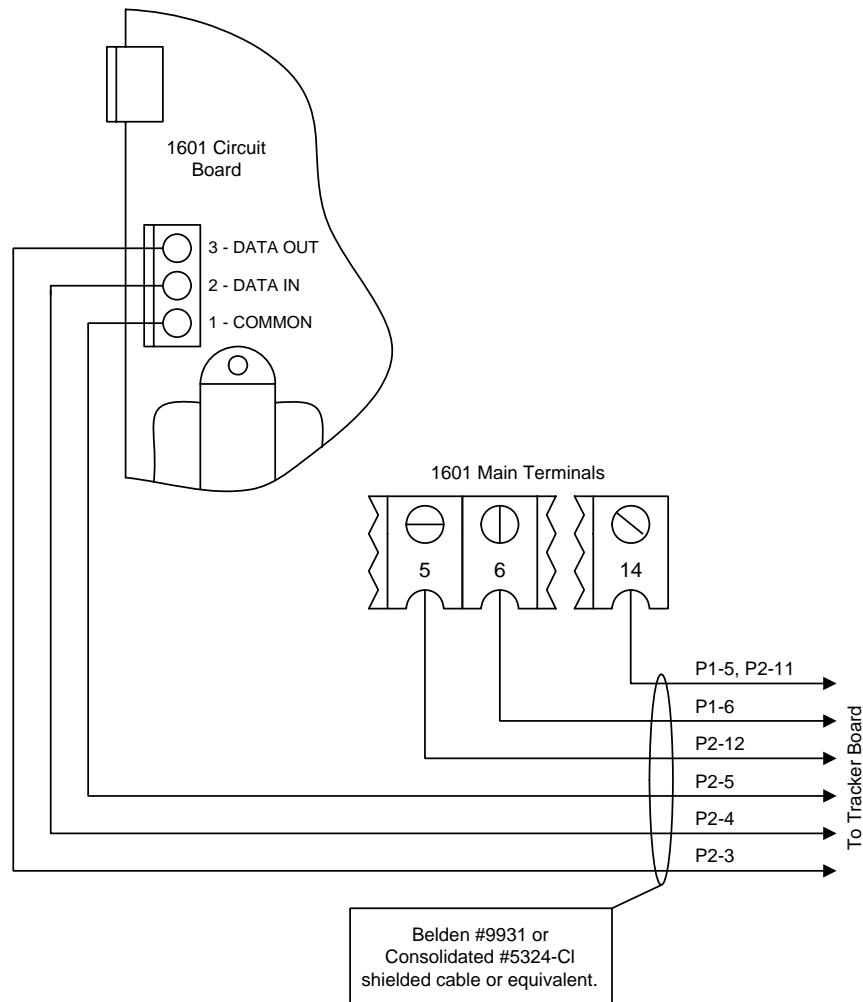 1601 Circuit
Board
3 - DATA OUT
2 - DATA IN
1 - COMMON
1601 Main Terminals
5
6
14
P1-5, P2-11
P1-6
P2-12
P2-5
P2-4
P2-3
To Tracker Board
Belden #9931 or
Consolidated #5324-Cl
shielded cable or equivalent.